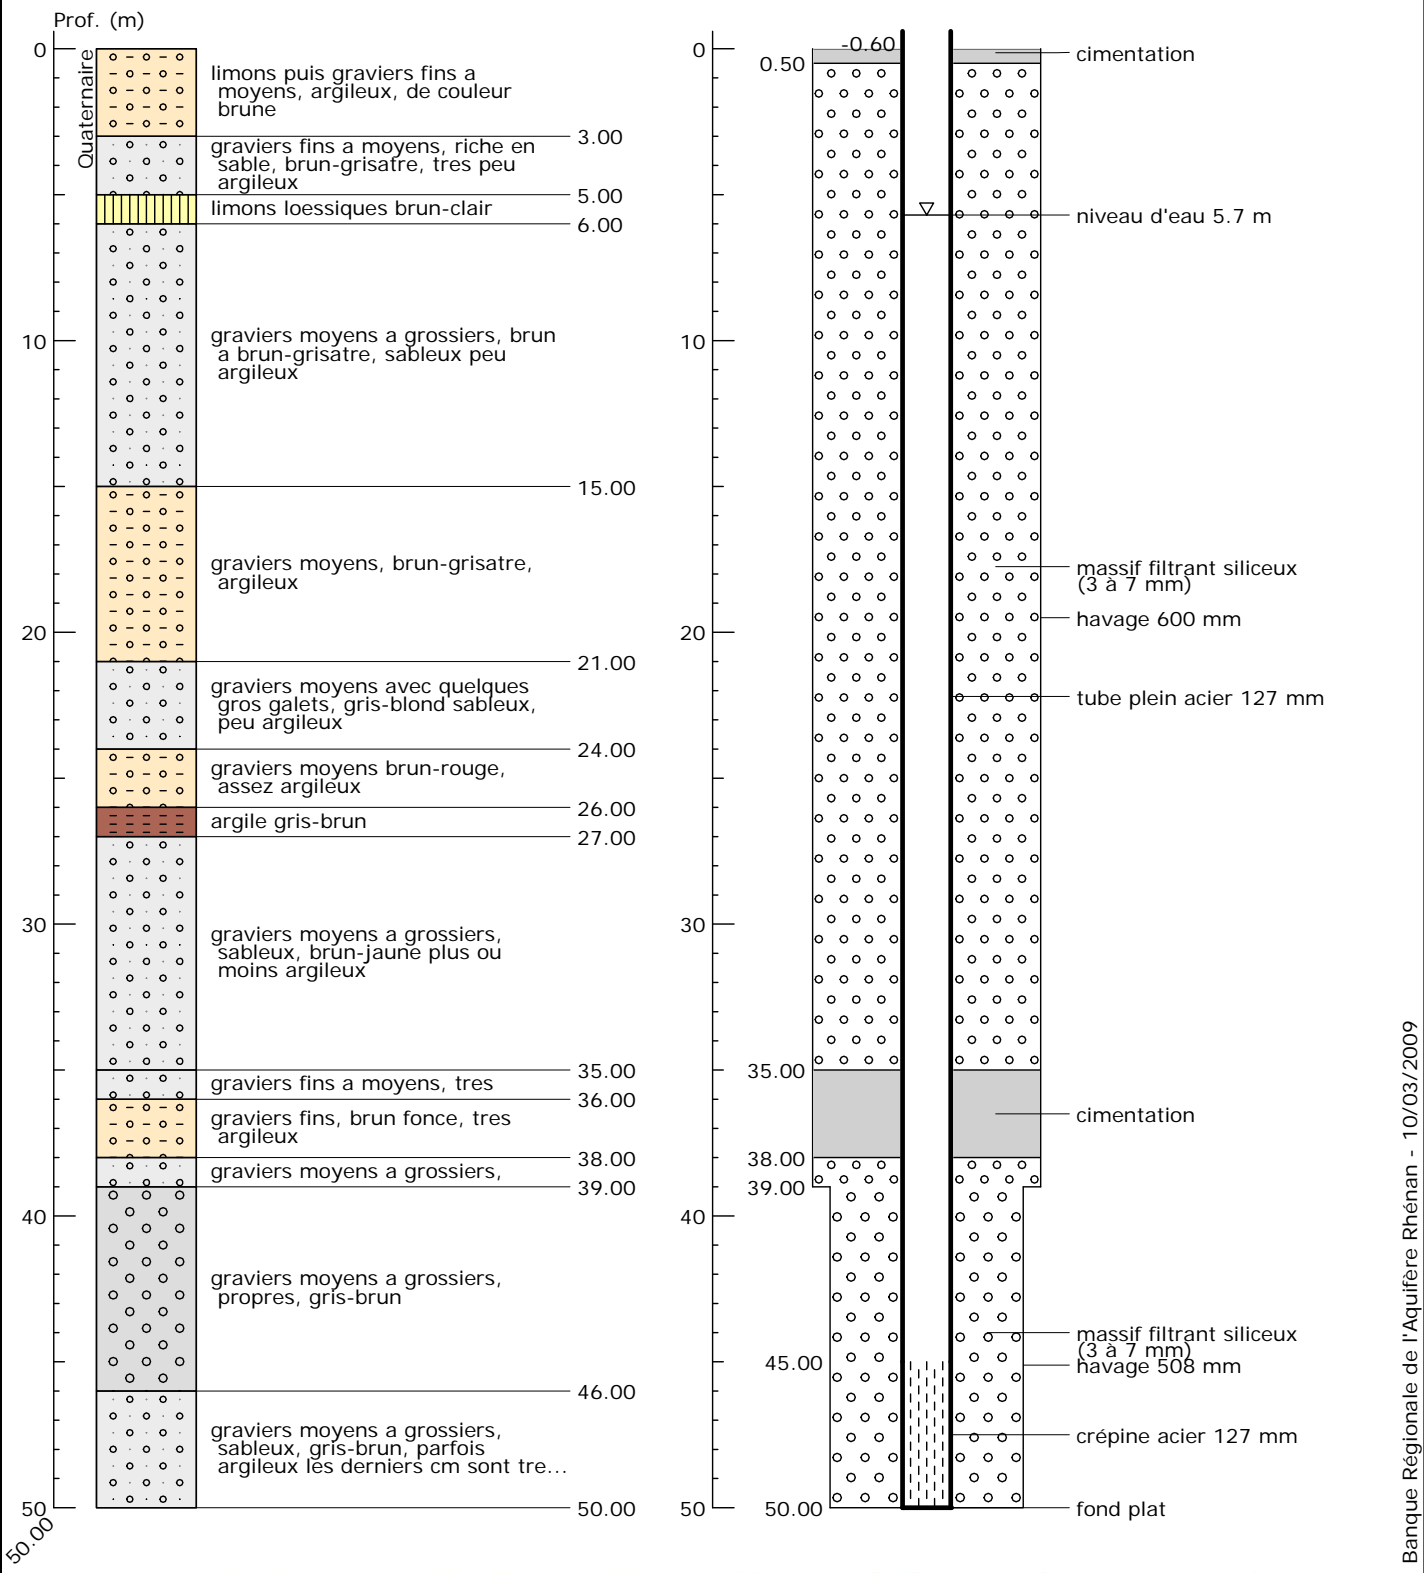 Prof. (m)
Quaternaire
0
10
20
30
40
50
50.00
limons puis graviers fins a
moyens, argileux, de couleur
brune
3.00
graviers fins a moyens, riche en
sable, brun-grisatre, tres peu
argileux
5.00
limons loessiques brun-clair
6.00
graviers moyens a grossiers, brun
a brun-grisatre, sableux peu
argileux
15.00
graviers moyens, brun-grisatre,
argileux
21.00
graviers moyens avec quelques
gros galets, gris-blond sableux,
peu argileux
24.00
graviers moyens brun-rouge,
assez argileux
26.00
argile gris-brun
27.00
graviers moyens a grossiers,
sableux, brun-jaune plus ou
moins argileux
35.00
graviers fins a moyens, tres
36.00
graviers fins, brun fonce, tres
argileux
38.00
graviers moyens a grossiers,
39.00
graviers moyens a grossiers,
propres, gris-brun
46.00
graviers moyens a grossiers,
sableux, gris-brun, parfois
argileux les derniers cm sont tre...
50.00
0
10
20
30
40
50
-0.60
0.50
35.00
38.00
39.00
45.00
50.00
cimentation
niveau d'eau 5.7 m
massif filtrant siliceux
(3 à 7 mm)
havage 600 mm
tube plein acier 127 mm
cimentation
massif filtrant siliceux
(3 à 7 mm)
havage 508 mm
crépine acier 127 mm
fond plat
Banque Régionale de l'Aquifère Rhénan - 10/03/2009